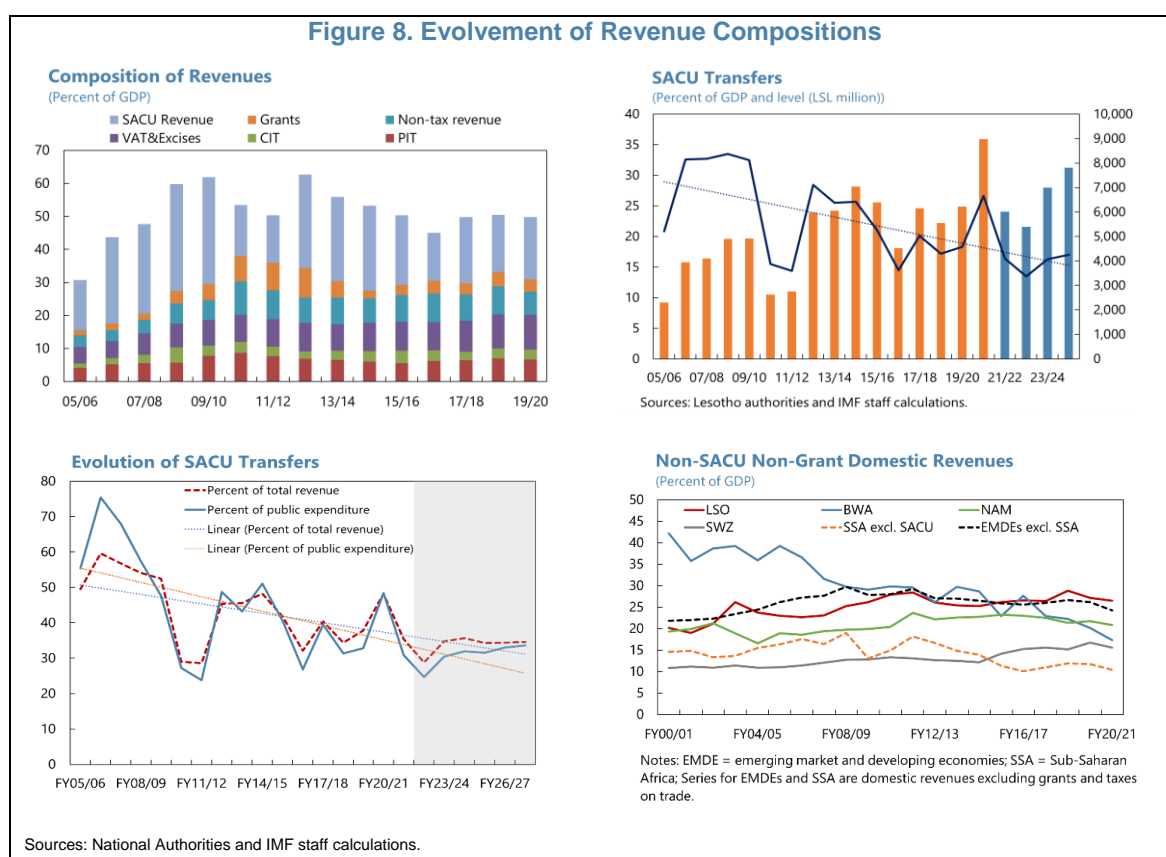 Figure 8. Evolvement of Revenue Compositions
Composition of Revenues
(Percent of GDP)
SACU Revenue Grants Non-tax revenue
VAT&Excises CIT PIT
70
60
50
40
30
20
10
0
05/06 07/08 09/10 11/12 13/14 15/16 17/18 19/20
SACU Transfers
(Percent of GDP and level (LSL million))
40 10,000
35 9,000
30 8,000
25 7,000
20 6,000
15 5,000
10 4,000
5 3,000
0 2,000
1,000
0
05/06 07/08 09/10 11/12 13/14 15/16 17/18 19/20 21/22 23/24
Sources: Lesotho authorities and IMF staff calculations.
Evolution of SACU Transfers
80
70
60
50
40
30
20
10
0
Percent of total revenue
Percent of public expenditure
Linear (Percent of total revenue)
Linear (Percent of public expenditure)
FY05/06 FY08/09 FY11/12 FY14/15 FY17/18 FY20/21 FY23/24 FY26/27
Non-SACU Non-Grant Domestic Revenues
(Percent of GDP)
50
45
40
35
30
25
20
15
10
5
0
LSO BWA NAM
SWZ SSA excl. SACU EMDEs excl. SSA
FY00/01 FY04/05 FY08/09 FY12/13 FY16/17 FY20/21
Notes: EMDE = emerging market and developing economies; SSA = Sub-Saharan
Africa; Series for EMDEs and SSA are domestic revenues excluding grants and taxes
on trade.
Sources: National Authorities and IMF staff calculations.